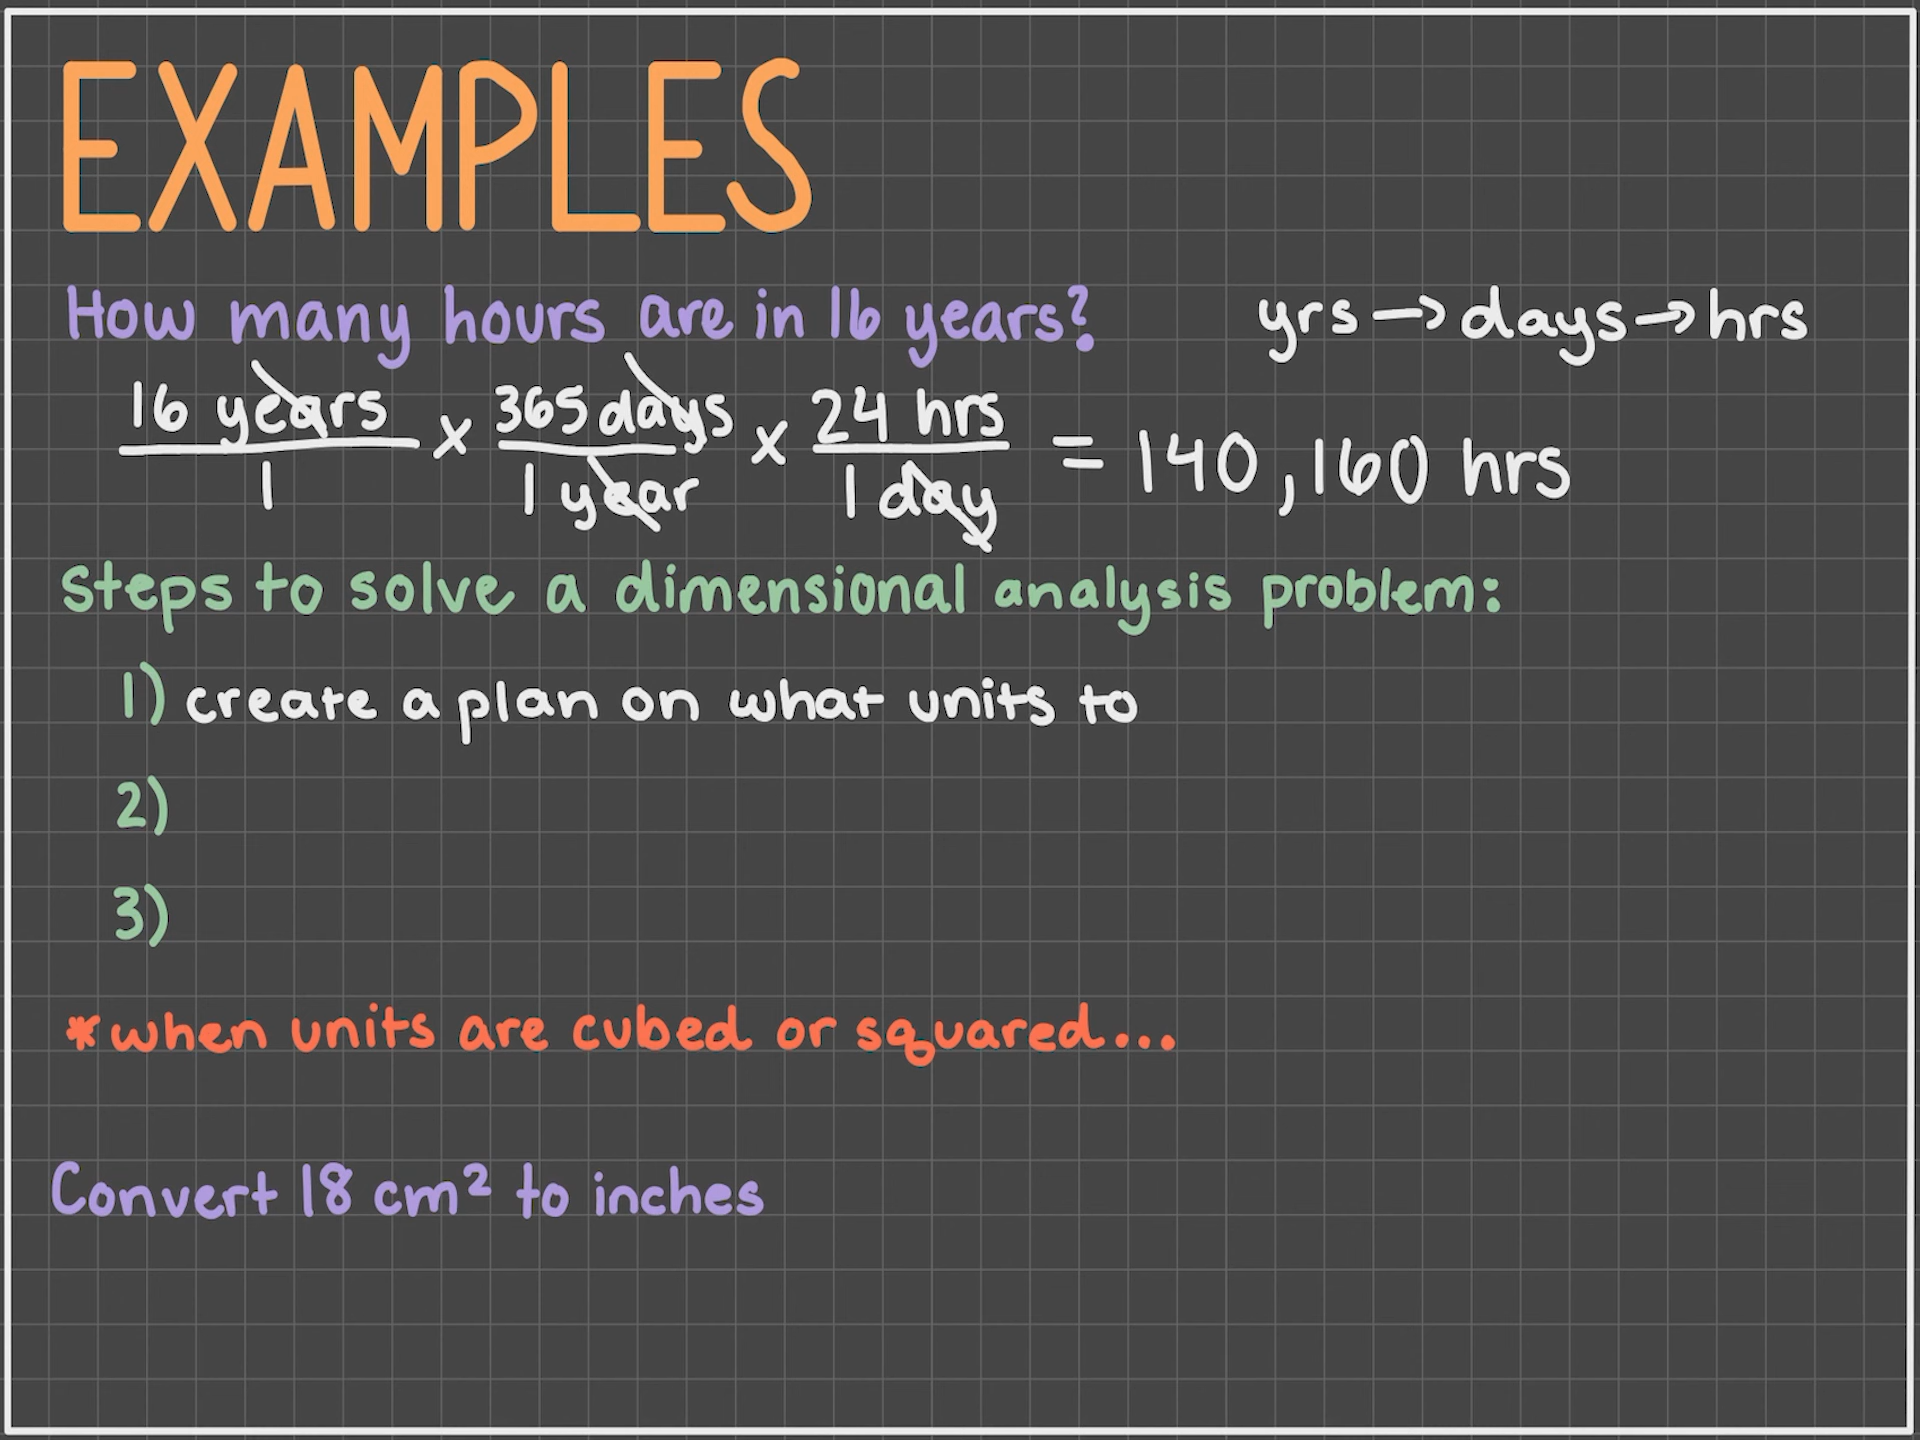 EXAMPLES
How many hours are in 16 years? yrs → days → hrs
16 years / 1 x 365 days / 1 year x 24 hrs / 1 day = 140,160 hrs
Steps to solve a dimensional analysis problem:
1) create a plan on what units to
2)
3)
*when units are cubed or squared...
Convert 18 cm² to inches